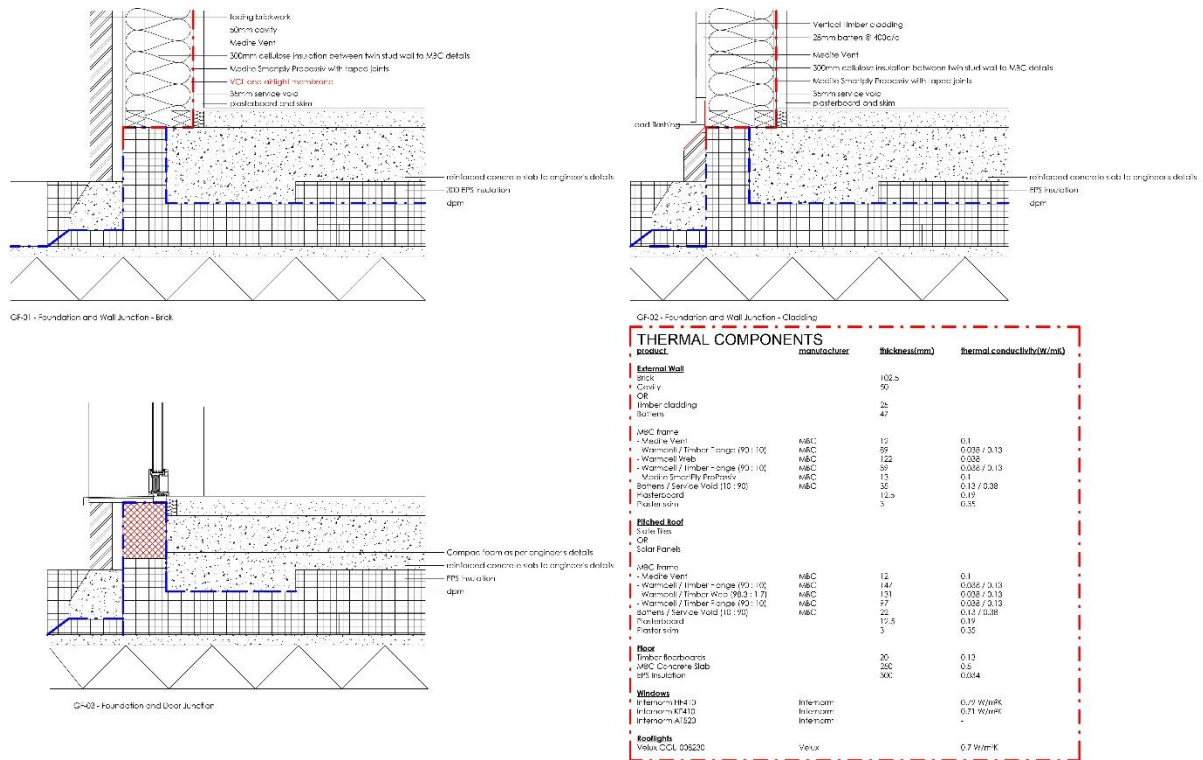 facing brickwork
50mm cavity
Medite Vent
300mm cellulose insulation between twin stud wall to MBC details
Medite Smartply Propassiv with taped joints
VCL and airtight membrane
35mm service void
plasterboard and skim
reinforced concrete slab to engineer's details
300 EPS insulation
dpm
GF-01 - Foundation and Wall Junction - Brick
Vertical Timber cladding
28mm batten @ 400c/c
Medite Vent
300mm cellulose insulation between twin stud wall to MBC details
Medite Smartply Propassiv with taped joints
35mm service void
plasterboard and skim
ead flashing
reinforced concrete slab to engineer's details
EPS insulation
dpm
GF-02 - Foundation and Wall Junction - Cladding
Compac foam as per engineer's details
reinforced concrete slab to engineer's details
EPS insulation
dpm
GF-03 - Foundation and Door Junction
THERMAL COMPONENTS
product manufacturer thickness(mm) thermal conductivity(W/mK)
External Wall
Brick 102.5
Cavity 50
OR
Timber cladding 25
Battens 47
MBC frame
- Medite Vent MBC 12 0.1
- Warmcell / Timber Flange (90 : 10) MBC 89 0.038 / 0.13
- Warmcell Web MBC 122 0.038
- Warmcell / Timber Flange (90 : 10) MBC 89 0.038 / 0.13
- Medite SmartPly ProPassiv MBC 13 0.1
Battens / Service Void (10 : 90) MBC 35 0.13 / 0.38
Plasterboard 12.5 0.19
Plaster skim 3 0.35
Pitched Roof
Slate Tiles
OR
Solar Panels
MBC frame
- Medite Vent MBC 12 0.1
- Warmcell / Timber Flange (90 : 10) MBC 147 0.038 / 0.13
- Warmcell / Timber Web (98.3 : 1.7) MBC 131 0.038 / 0.13
- Warmcell / Timber Flange (90 : 10) MBC 97 0.038 / 0.13
Battens / Service Void (10 : 90) MBC 22 0.13 / 0.38
Plasterboard 12.5 0.19
Plaster skim 3 0.35
Floor
Timber floorboards 20 0.13
MBC Concrete Slab 250 0.5
EPS Insulation 300 0.034
Windows
Internorm HF410 Internorm 0.79 W/m²K
Internorm KF410 Internorm 0.71 W/m²K
Internorm AT520 Internorm -
Rooflights
Velux Velux 0.7 W/m²K